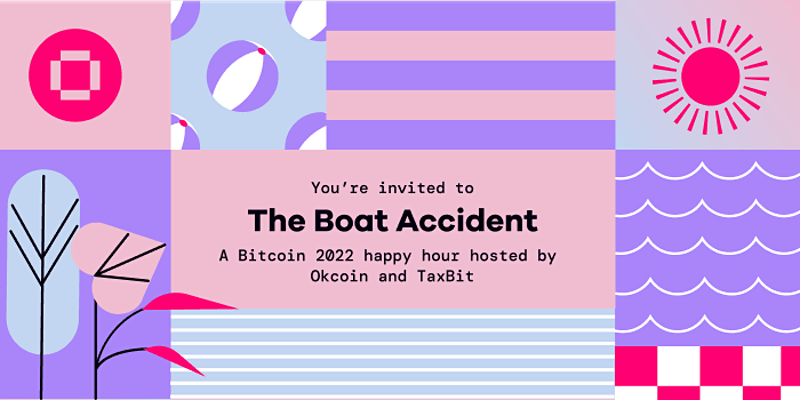 You’re invited to
The Boat Accident
A Bitcoin 2022 happy hour hosted by
Okcoin and TaxBit